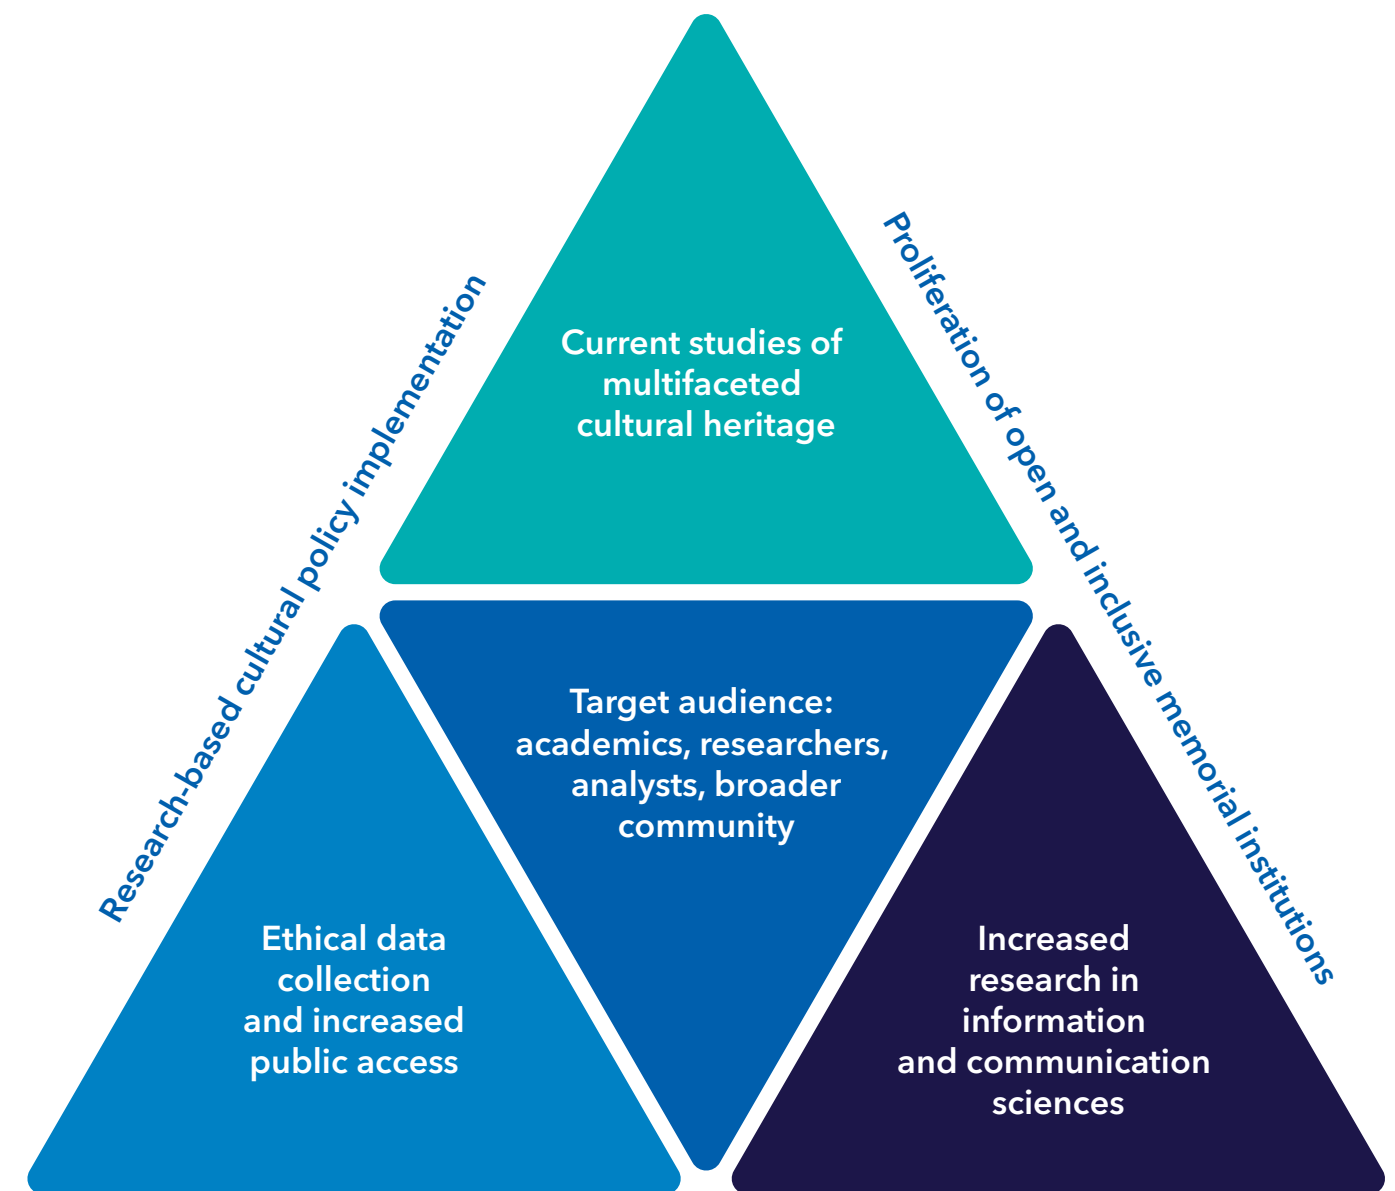 Research-based cultural policy implementation
Proliferation of open and inclusive memorial institutions
Current studies of
multifaceted
cultural heritage
Target audience:
academics, researchers,
analysts, broader
community
Ethical data
collection
and increased
public access
Increased
research in
information
and communication
sciences